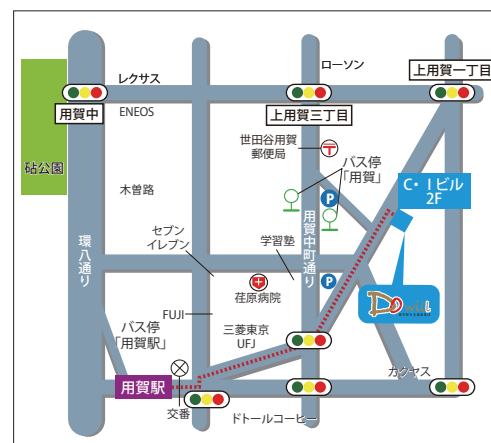 レクサス
ENEOS
用賀中
砧公園
ローソン
上用賀三丁目
上用賀一丁目
世田谷用賀
郵便局
バス停
「用賀」
P
C・Iビル
2F
木曽路
環八通り
用賀中町通り
セブン
イレブン
学習塾
荏原病院
P
FUJI
三菱東京
UFJ
バス停
「用賀駅」
用賀駅
交番
ドトールコーヒー
カクヤス